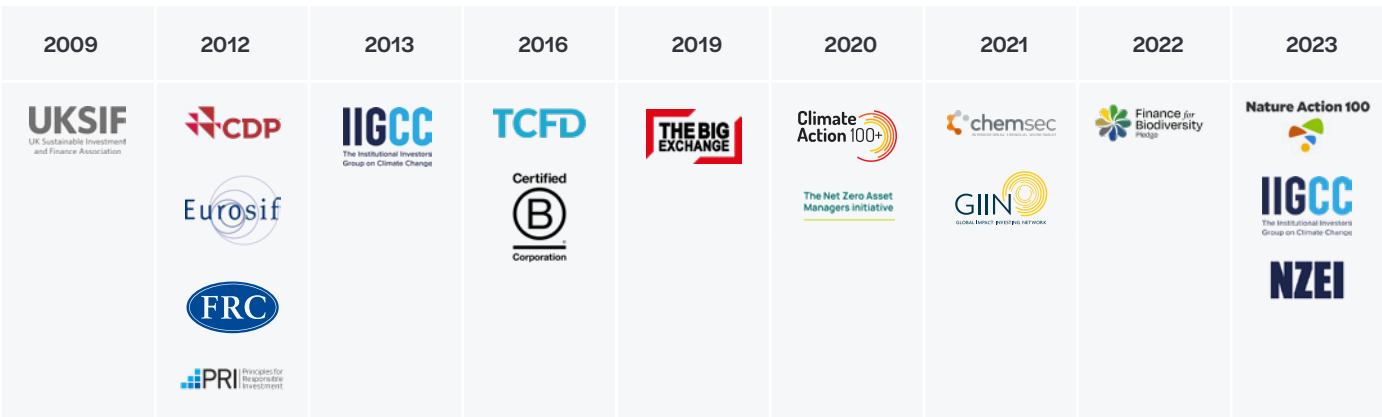 2009
2012
2013
2016
2019
2020
2021
2022
2023
UKSIF
UK Sustainable Investment
and Finance Association
CDP
Eurosif
FRC
PRI
Principles for
Responsible
Investment
IIGCC
The Institutional Investors
Group on Climate Change
TCFD
Certified
B
®
Corporation
THE BIG
EXCHANGE
Climate
Action 100+
The Net Zero Asset
Managers initiative
chemsec
INTERNATIONAL CHEMICAL SECRETARIAT
GIIN
GLOBAL IMPACT INVESTING NETWORK
Finance for
Biodiversity
Pledge
Nature Action 100
IIGCC
The Institutional Investors
Group on Climate Change
NZEI